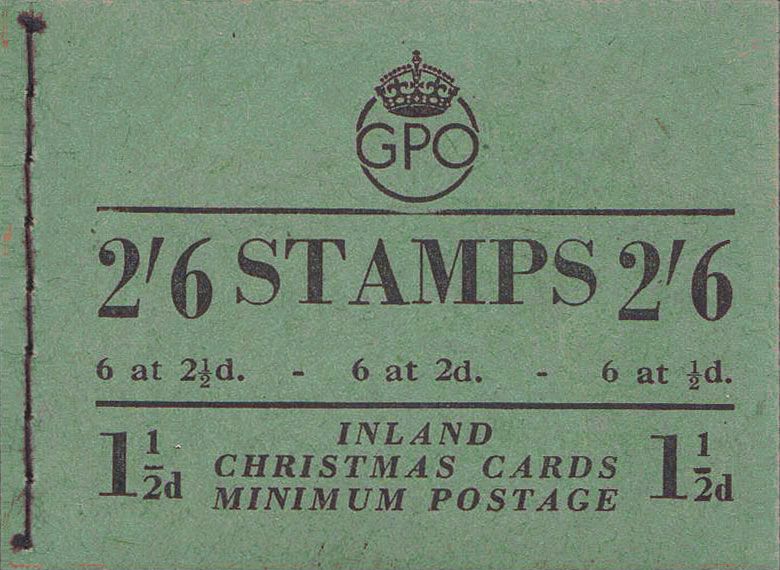 GPO
2'6 STAMPS 2'6
6 at 2½d. - 6 at 2d. - 6 at ½d.
1½d INLAND CHRISTMAS CARDS MINIMUM POSTAGE 1½d